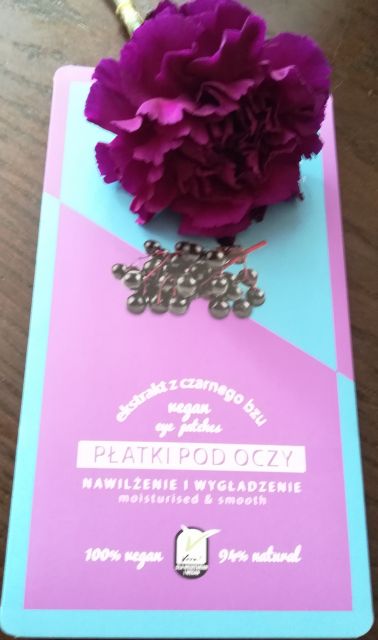 ekstrakt z czarnego bzu
vegan
eye patches
PŁATKI POD OCZY
NAWILŻENIE I WYGŁADZENIE
moisturised & smooth
100% vegan 94% natural